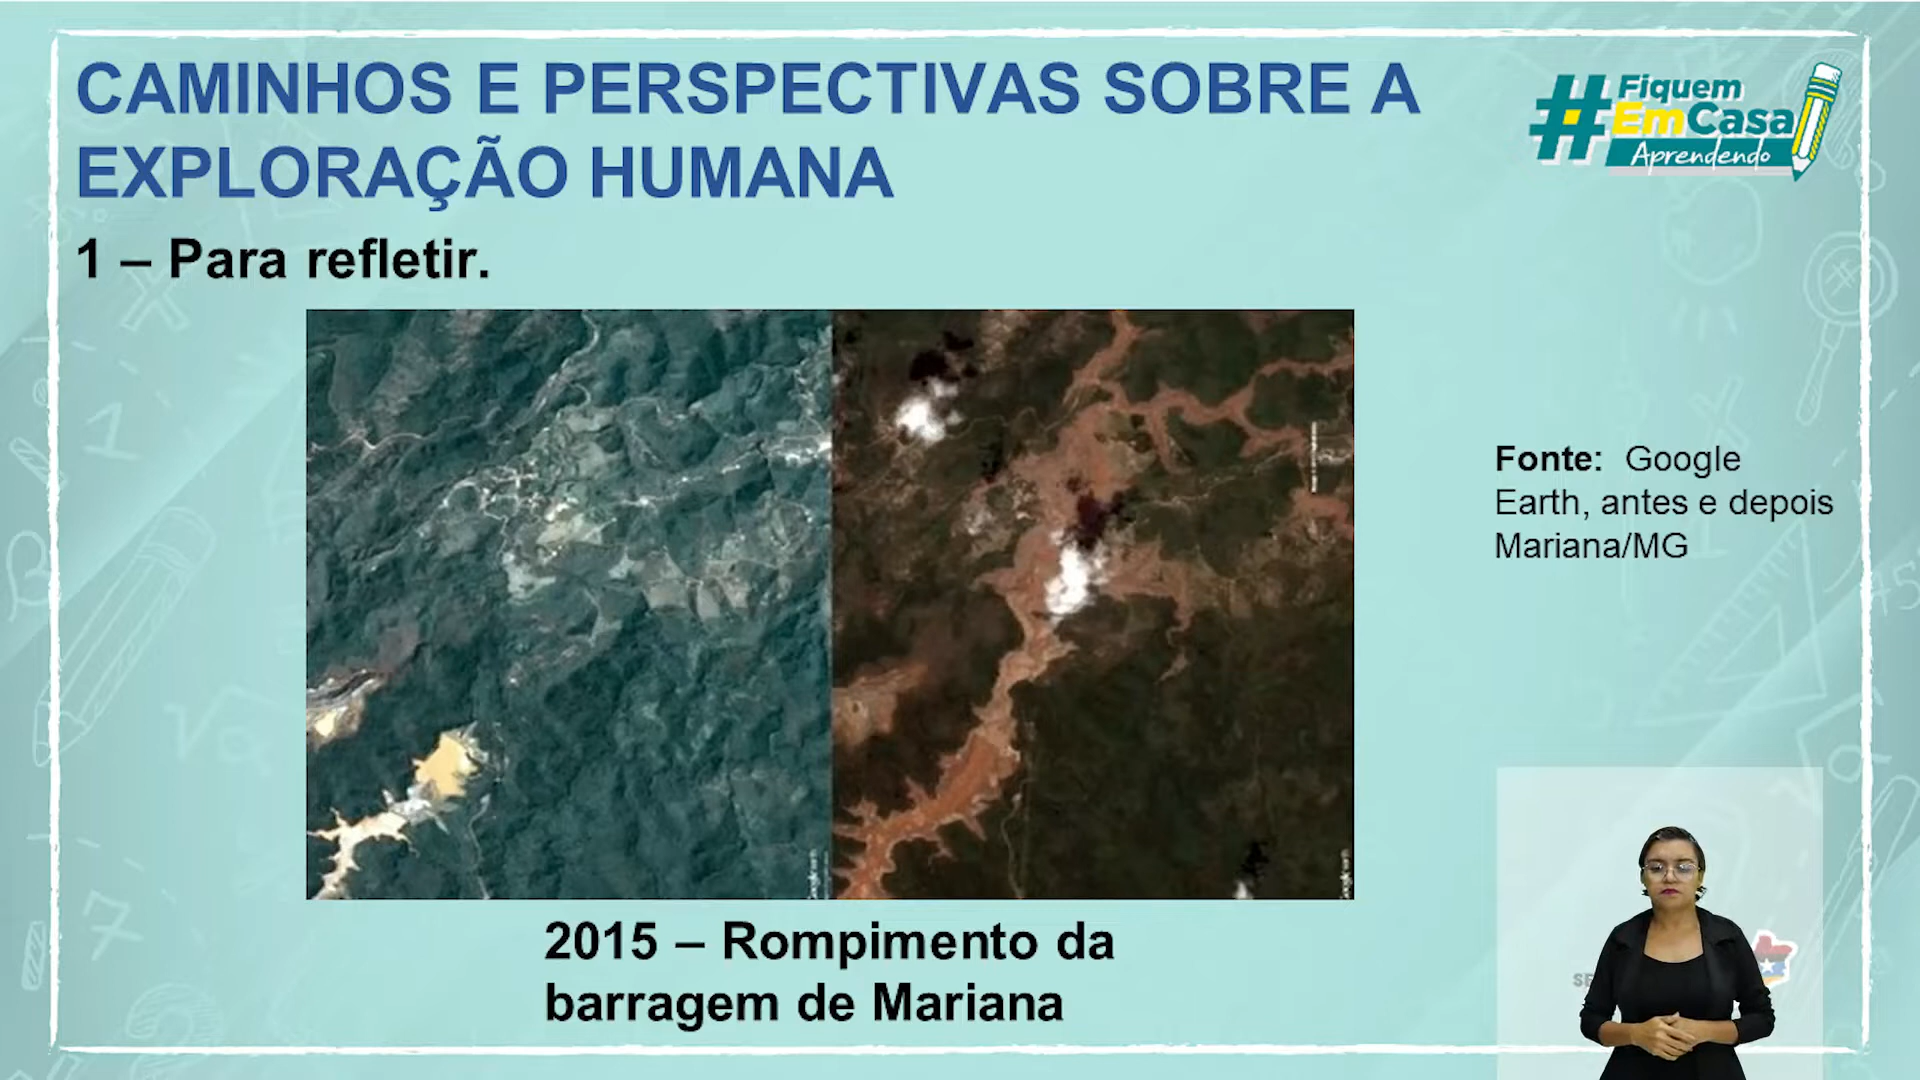 CAMINHOS E PERSPECTIVAS SOBRE A
EXPLORAÇÃO HUMANA
#Fiquem
EmCasa
Aprendendo
1 – Para refletir.
Fonte: Google
Earth, antes e depois
Mariana/MG
2015 – Rompimento da
barragem de Mariana